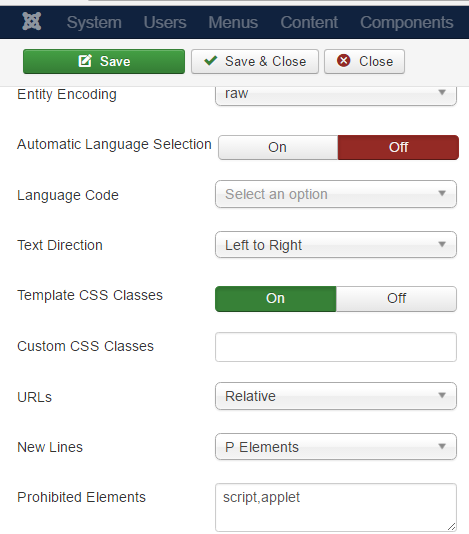 System Users Menus Content Components
Save Save & Close Close
Entity Encoding raw
Automatic Language Selection On Off
Language Code Select an option
Text Direction Left to Right
Template CSS Classes On Off
Custom CSS Classes
URLs Relative
New Lines P Elements
Prohibited Elements script,applet